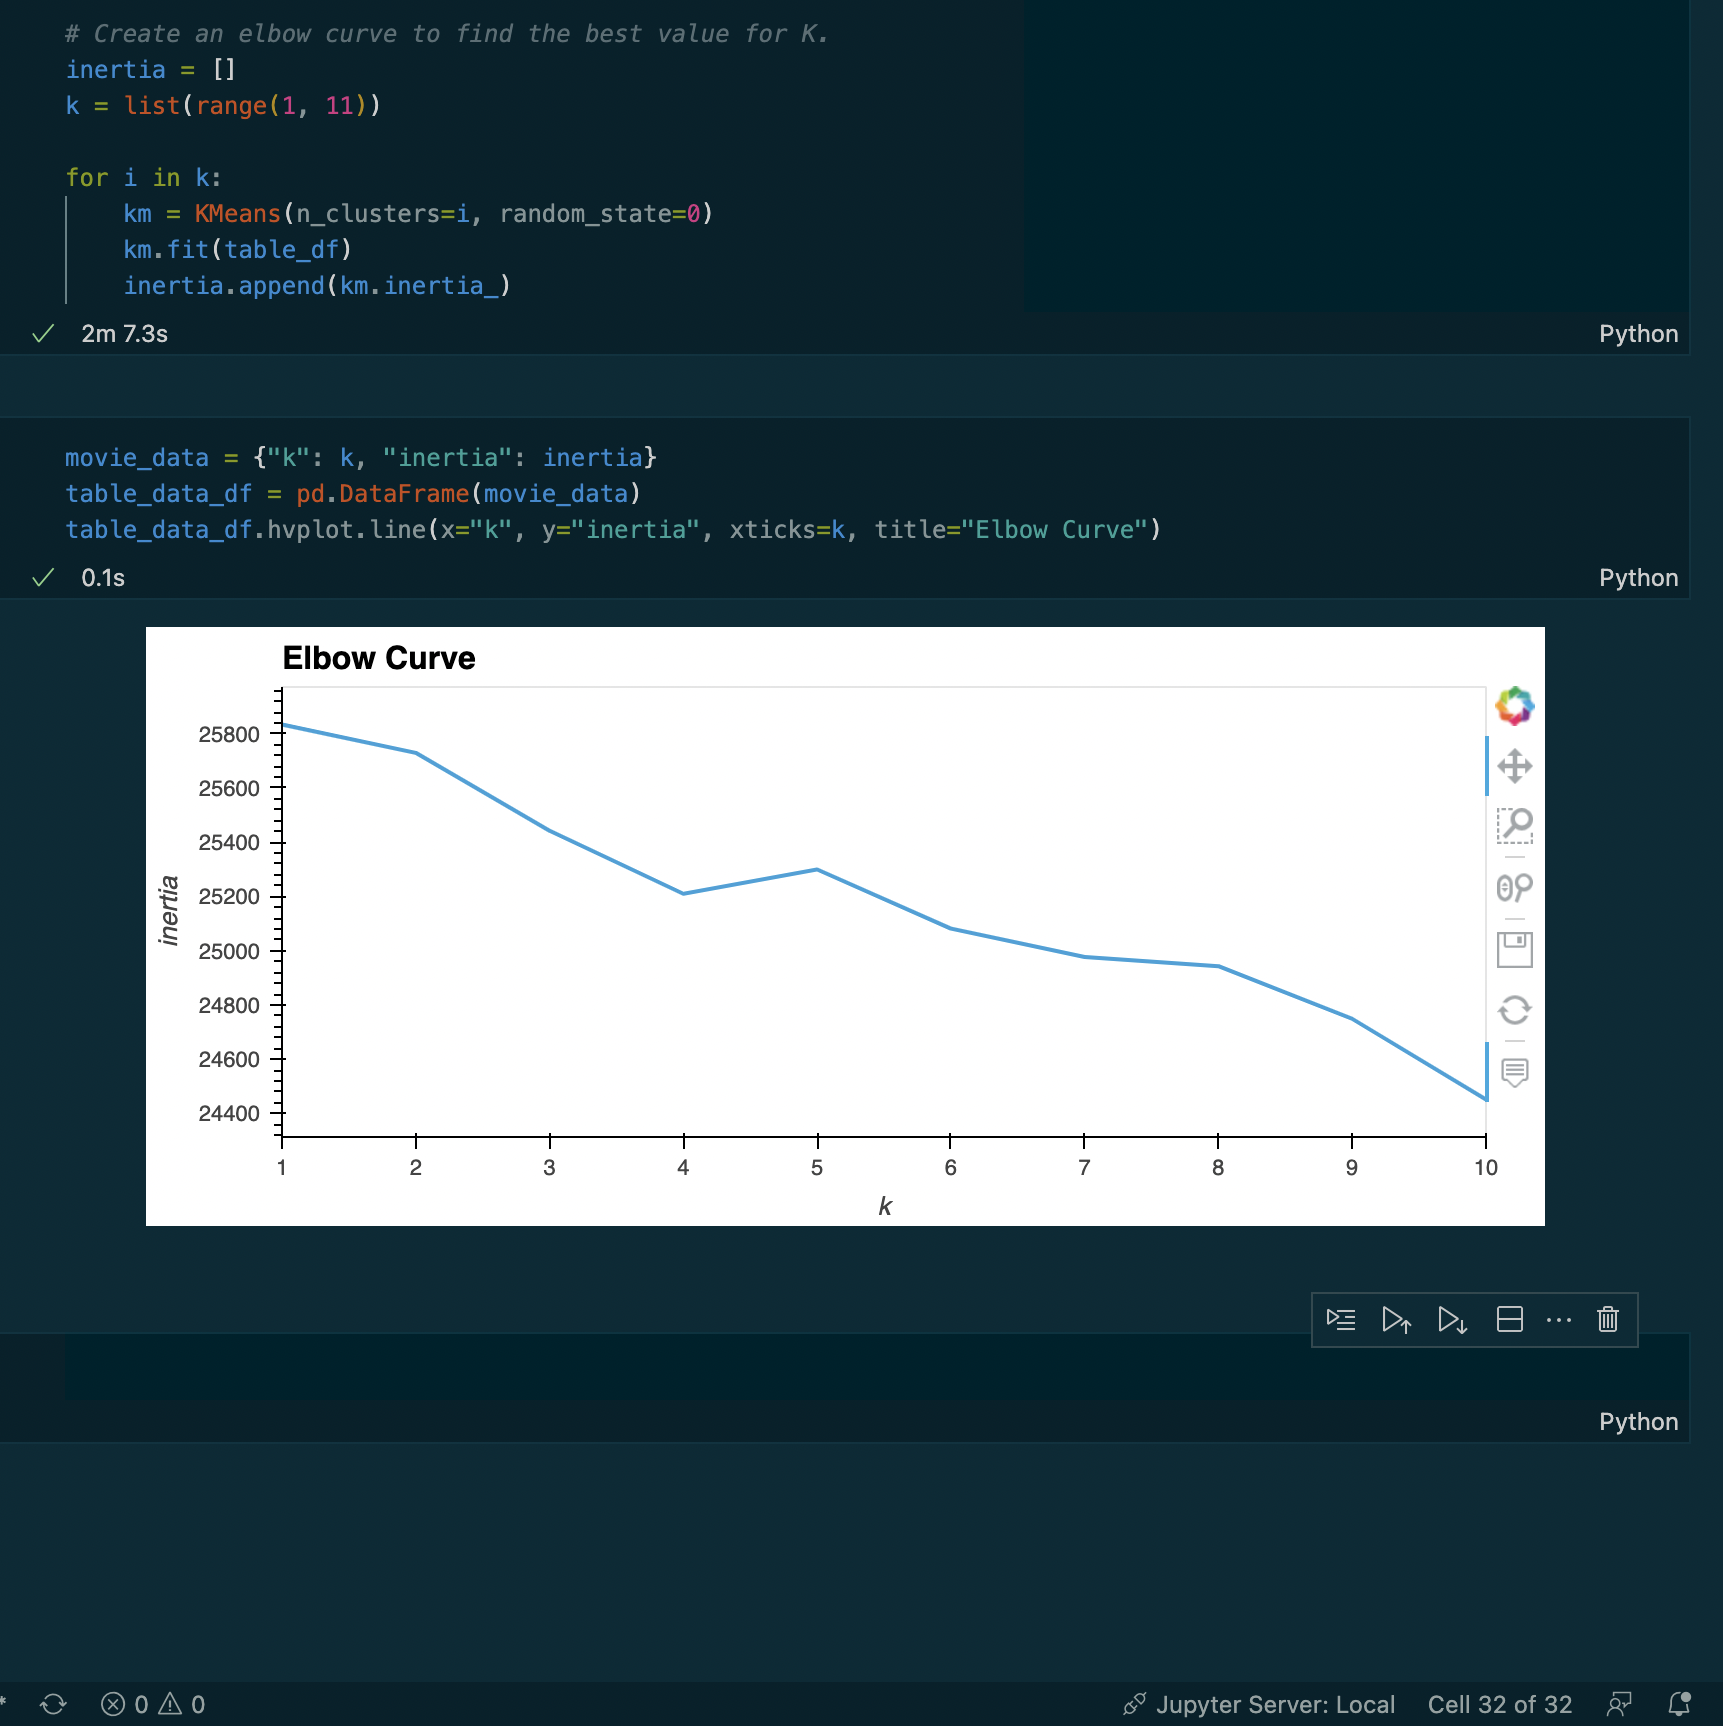 # Create an elbow curve to find the best value for K.
inertia = []
k = list(range(1, 11))
for i in k:
    km = KMeans(n_clusters=i, random_state=0)
    km.fit(table_df)
    inertia.append(km.inertia_)
2m 7.3s
Python
movie_data = {"k": k, "inertia": inertia}
table_data_df = pd.DataFrame(movie_data)
table_data_df.hvplot.line(x="k", y="inertia", xticks=k, title="Elbow Curve")
0.1s
Python
Elbow Curve
25800
25600
25400
25200
25000
24800
24600
24400
inertia
1 2 3 4 5 6 7 8 9 10
k
Python
* 0 0 Jupyter Server: Local Cell 32 of 32